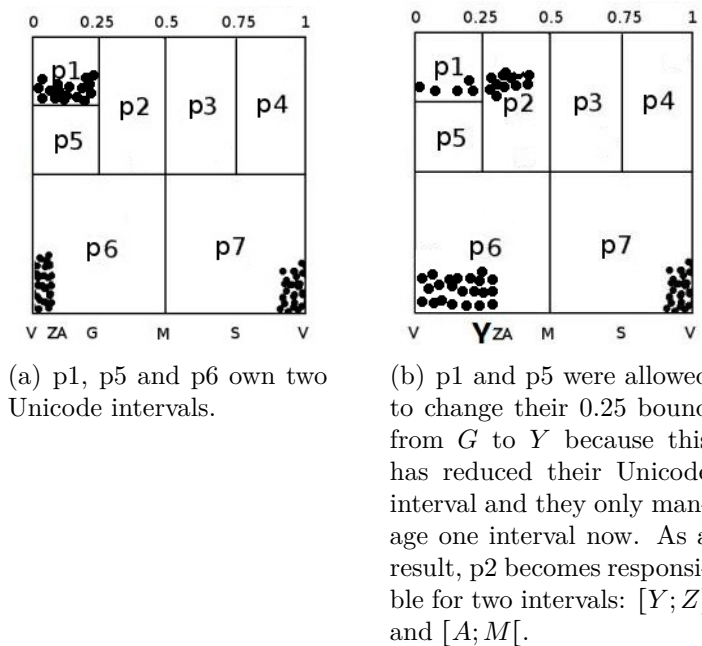 0 0.25 0.5 0.75 1
p1 p2 p3 p4
p5
p6 p7
V ZA G M S V
(a) p1, p5 and p6 own two
Unicode intervals.
0 0.25 0.5 0.75 1
p1 p2 p3 p4
p5
p6 p7
V Y ZA M S V
(b) p1 and p5 were allowed
to change their 0.25 bound
from G to Y because this
has reduced their Unicode
interval and they only man-
age one interval now. As a
result, p2 becomes responsi-
ble for two intervals: [Y; Z]
and [A; M[.